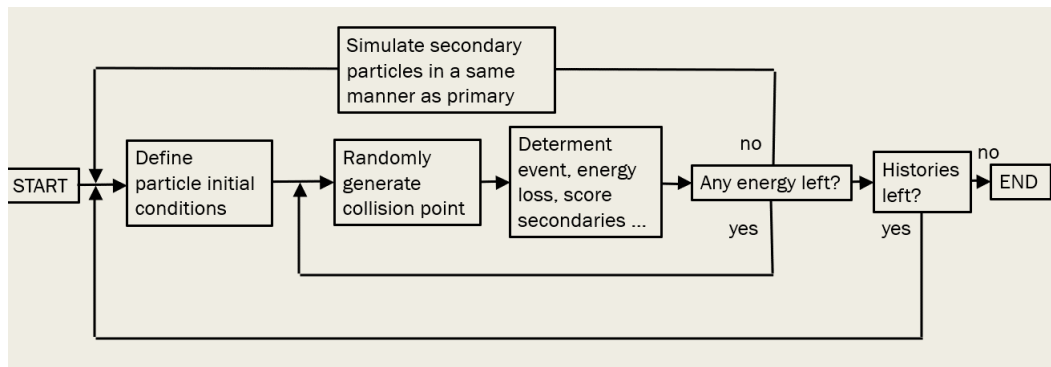 Simulate secondary
particles in a same
manner as primary
START
Define
particle initial
conditions
Randomly
generate
collision point
Determent
event, energy
loss, score
secondaries ...
no
Any energy left?
yes
Histories
left?
no
yes
END